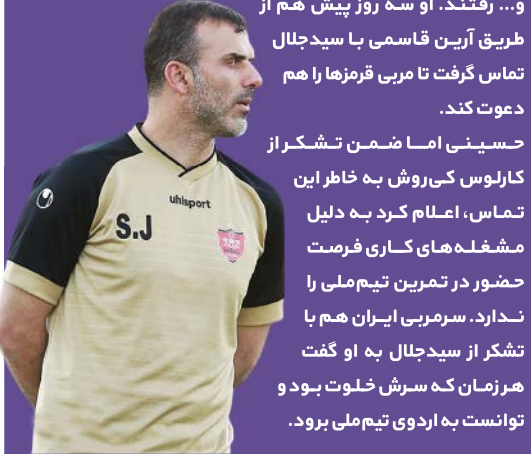 و... رفتند. او سه روز پیش هم از
طریق آرین قاسمی با سیدجلال
تماس گرفت تا مربی قرمزها را هم
دعوت کند.
حسینی اما ضمن تشکر از
کارلوس کی‌روش به خاطر این
تماس، اعلام کرد به دلیل
مشغله‌های کاری فرصت
حضور در تمرین تیم‌ملی را
ندارد. سرمربی ایران هم با
تشکر از سیدجلال به او گفت
هرزمان که سرش خلوت بود و
توانست به اردوی تیم‌ملی برود.
uhlsport
S.J